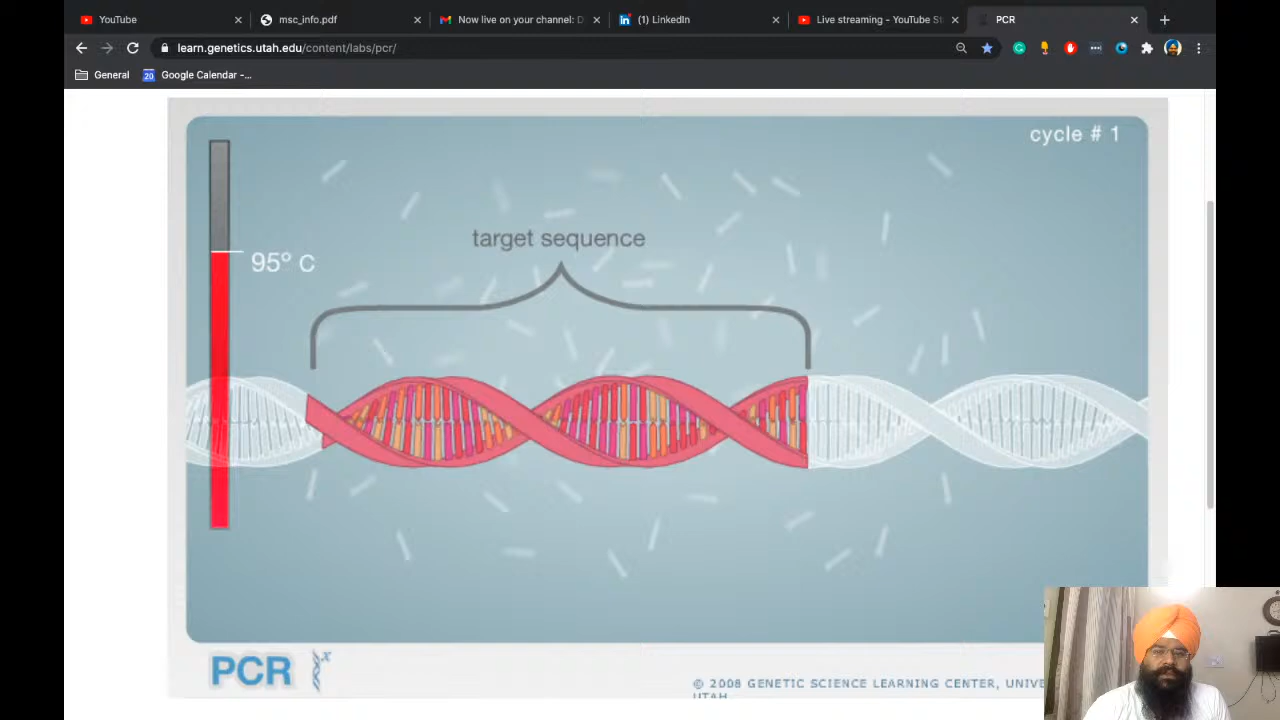 YouTube
msc_info.pdf
Now live on your channel: D
(1) LinkedIn
Live streaming - YouTube St
PCR
learn.genetics.utah.edu/content/labs/pcr/
General
Google Calendar -...
cycle # 1
target sequence
95° C
PCR
© 2008 GENETIC SCIENCE LEARNING CENTER, UNIVE
UTAH